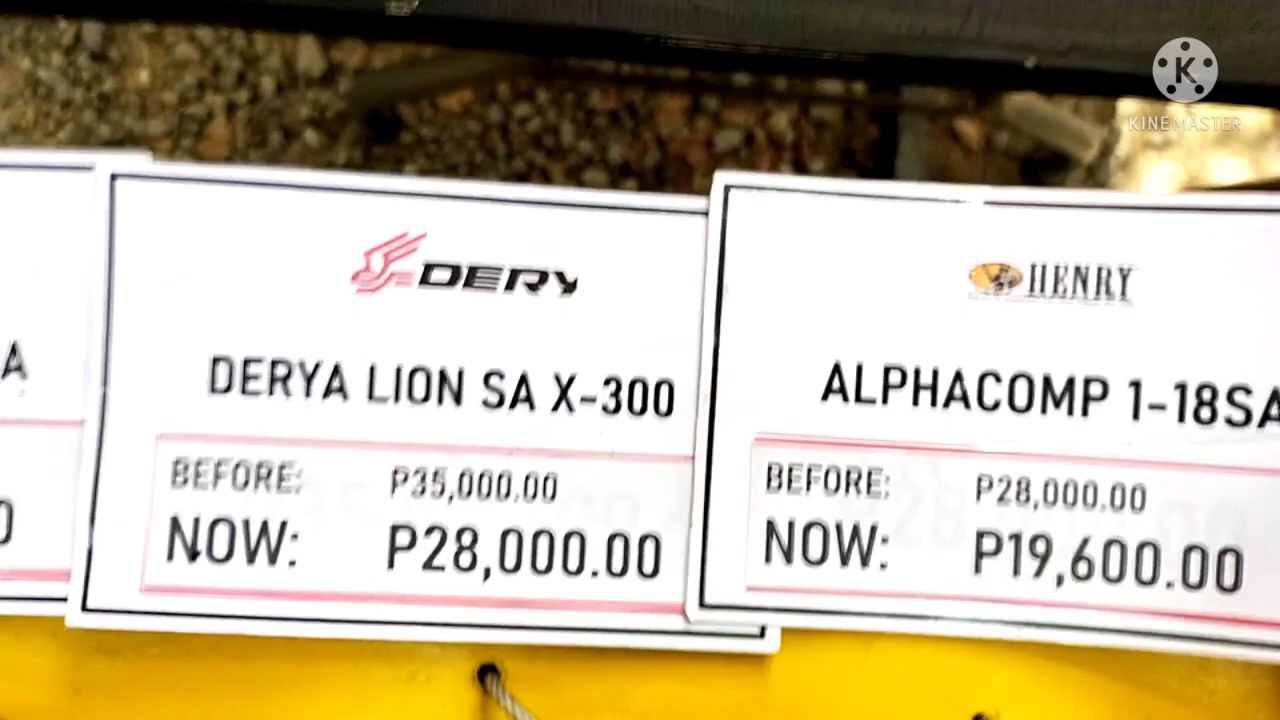 KINEMASTER
DERY
DERYA LION SA X-300
BEFORE: P35,000.00
NOW: P28,000.00
HENRY
ALPHACOMP 1-18SA
BEFORE: P28,000.00
NOW: P19,600.00
A
0